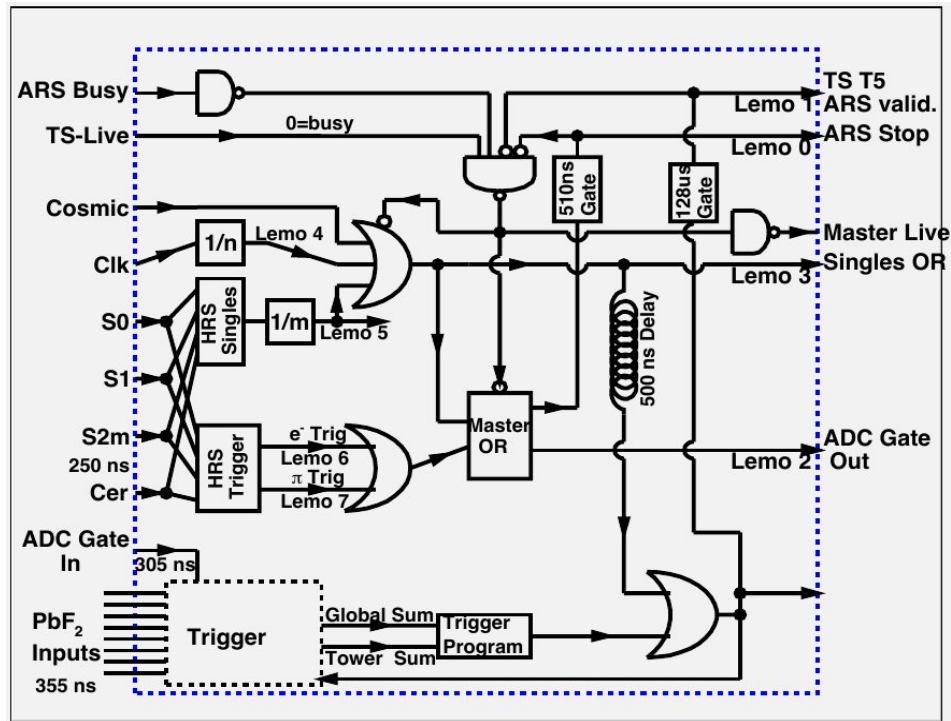 ARS Busy
TS-Live
0=busy
Cosmic
Clk
1/n
Lemo 4
S0
S1
S2m
250 ns
Cer
HRS
Singles
1/m
Lemo 5
HRS
Trigger
e- Trig
Lemo 6
π Trig
Lemo 7
Master
OR
510ns
Gate
128us
Gate
500 ns Delay
TS T5
Lemo 1 ARS valid.
ARS Stop
Lemo 0
Master Live
Singles OR
Lemo 3
ADC Gate
Lemo 2 Out
ADC Gate
In
305 ns
PbF2
Inputs
355 ns
Trigger
Global Sum
Tower Sum
Trigger
Program